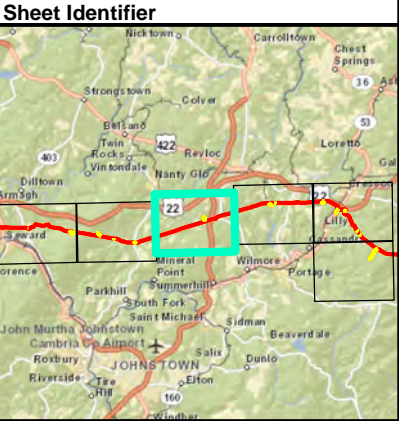 Sheet Identifier
Nicktown
Carrolltown
Chest
Springs
36
Strongstown
Colver
53
Belsano
422
Twin
Rocks
Revloc
Loretto
403
Vintondale
Nanty Glo
Dilltown
Armagh
22
22
Cresson
Lilly
Seward
Cassandra
Mineral
Point
Wilmore
Portage
Summerhill
Parkhill
South Fork
Saint Michael
John Murtha Johnstown
Cambria Co Airport
Sidman
Beaverdale
Salix
Roxbury
JOHNSTOWN
Dunlo
Riverside
Tire
Hill
Elton
160
Windber